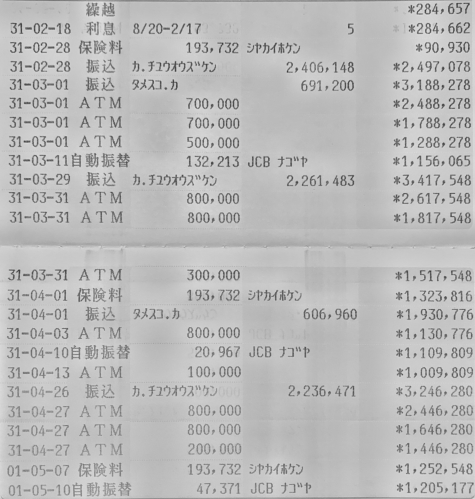 繰越 *284,657
31-02-18 利息 8/20-2/17 5 *284,662
31-02-28 保険料 193,732 シヤカイホケン *90,930
31-02-28 振込 カ.チユウオウスイケン 2,406,148 *2,497,078
31-03-01 振込 タメスコ.カ 691,200 *3,188,278
31-03-01 ATM 700,000 *2,488,278
31-03-01 ATM 700,000 *1,788,278
31-03-01 ATM 500,000 *1,288,278
31-03-11自動振替 132,213 JCB ナゴヤ *1,156,065
31-03-29 振込 カ.チユウオウスイケン 2,261,483 *3,417,548
31-03-31 ATM 800,000 *2,617,548
31-03-31 ATM 800,000 *1,817,548
31-03-31 ATM 300,000 *1,517,548
31-04-01 保険料 193,732 シヤカイホケン *1,323,816
31-04-01 振込 タメスコ.カ 606,960 *1,930,776
31-04-03 ATM 800,000 *1,130,776
31-04-10自動振替 20,967 JCB ナゴヤ *1,109,809
31-04-13 ATM 100,000 *1,009,809
31-04-26 振込 カ.チユウオウスイケン 2,236,471 *3,246,280
31-04-27 ATM 800,000 *2,446,280
31-04-27 ATM 800,000 *1,646,280
31-04-27 ATM 200,000 *1,446,280
01-05-07 保険料 193,732 シヤカイホケン *1,252,548
01-05-10自動振替 47,371 JCB ナゴヤ *1,205,177